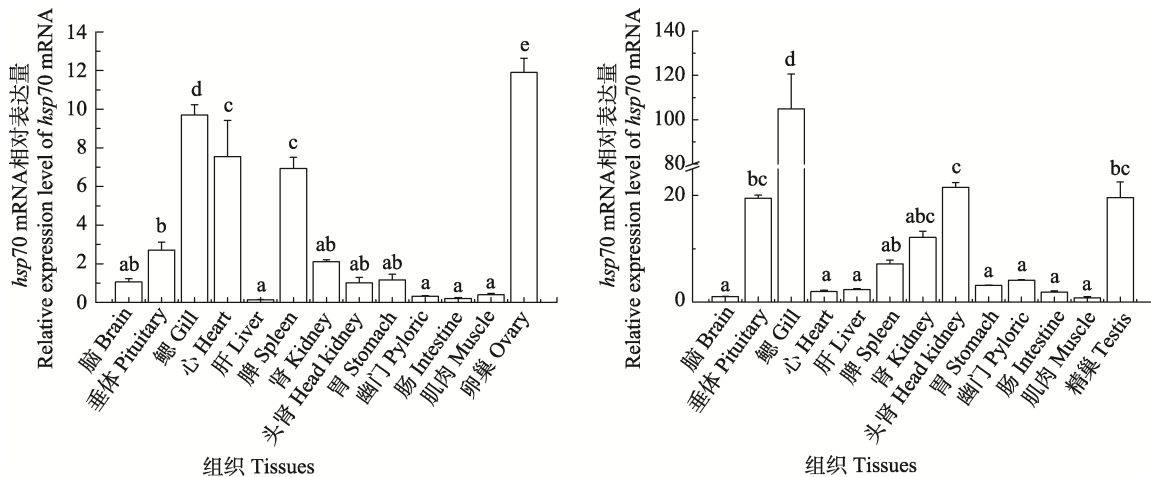 hsp70 mRNA相对表达量
Relative expression level of hsp70 mRNA
14
12
10
8
6
4
2
0
ab
b
d
c
a
c
ab
ab
ab
a
a
a
e
脑 Brain
垂体 Pituitary
鳃 Gill
心 Heart
肝 Liver
脾 Spleen
肾 Kidney
头肾 Head kidney
胃 Stomach
幽门 Pyloric
肠 Intestine
肌肉 Muscle
卵巢 Ovary
组织 Tissues
hsp70 mRNA相对表达量
Relative expression level of hsp70 mRNA
140
120
100
80
20
0
a
bc
d
a
a
ab
abc
c
a
a
a
a
bc
脑 Brain
垂体 Pituitary
鳃 Gill
心 Heart
肝 Liver
脾 Spleen
肾 Kidney
头肾 Head kidney
胃 Stomach
幽门 Pyloric
肠 Intestine
肌肉 Muscle
精巢 Testis
组织 Tissues